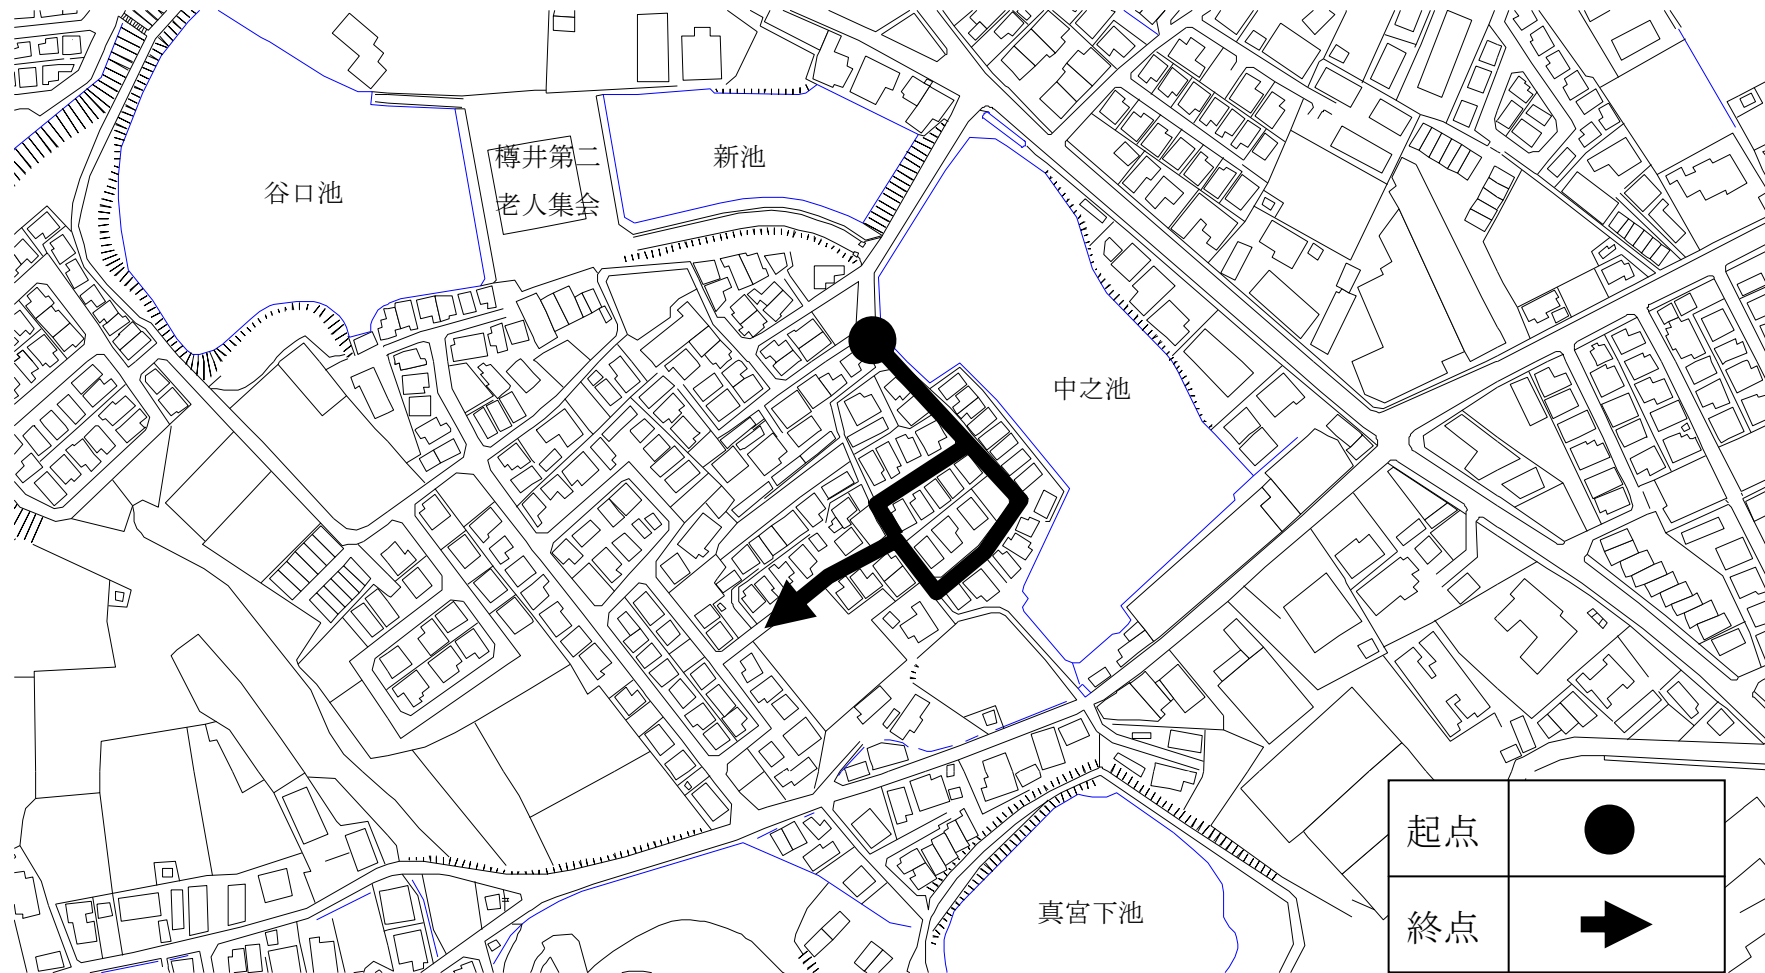 樽井第二
老人集会
新池
谷口池
中之池
真宮下池
起点
終点